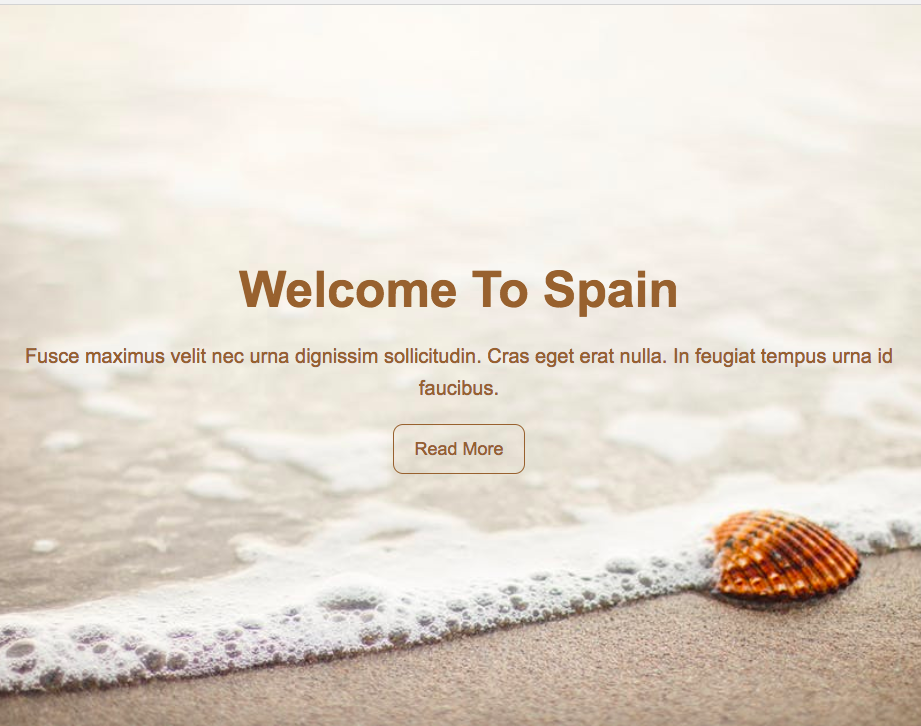 Welcome To Spain
Fusce maximus velit nec urna dignissim sollicitudin. Cras eget erat nulla. In feugiat tempus urna id
faucibus.
Read More